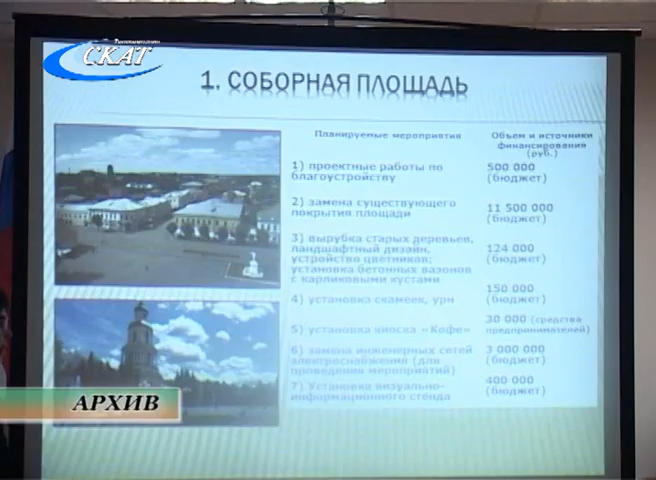 СКАТ
1. СОБОРНАЯ ПЛОЩАДЬ
Планируемые мероприятия
Объем и источники
финансирования
(руб.)
1) проектные работы по
благоустройству
500 000
(бюджет)
2) замена существующего
покрытия площади
11 500 000
(бюджет)
3) вырубка старых деревьев,
ландшафтный дизайн,
устройство цветников;
установка бетонных вазонов
с карликовыми кустами
124 000
(бюджет)
4) установка скамеек, урн
150 000
(бюджет)
5) установка киоска «Кофе»
30 000 (средства
предпринимателей)
6) замена инженерных сетей
электроснабжения (для
проведения мероприятий)
3 000 000
(бюджет)
7) Установка визуально-
информационного стенда
400 000
(бюджет)
АРХИВ